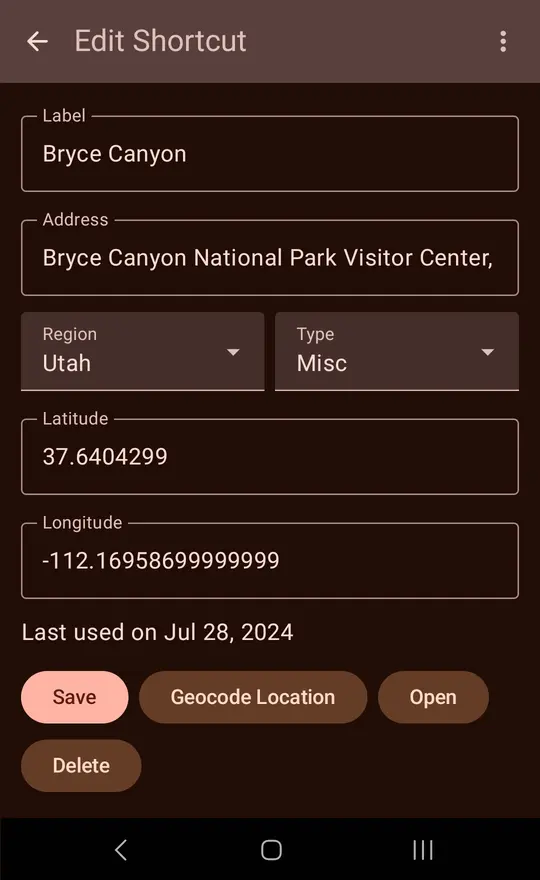 Edit Shortcut
Label
Bryce Canyon
Address
Bryce Canyon National Park Visitor Center,
Region
Utah
Type
Misc
Latitude
37.6404299
Longitude
-112.16958699999999
Last used on Jul 28, 2024
Save
Geocode Location
Open
Delete